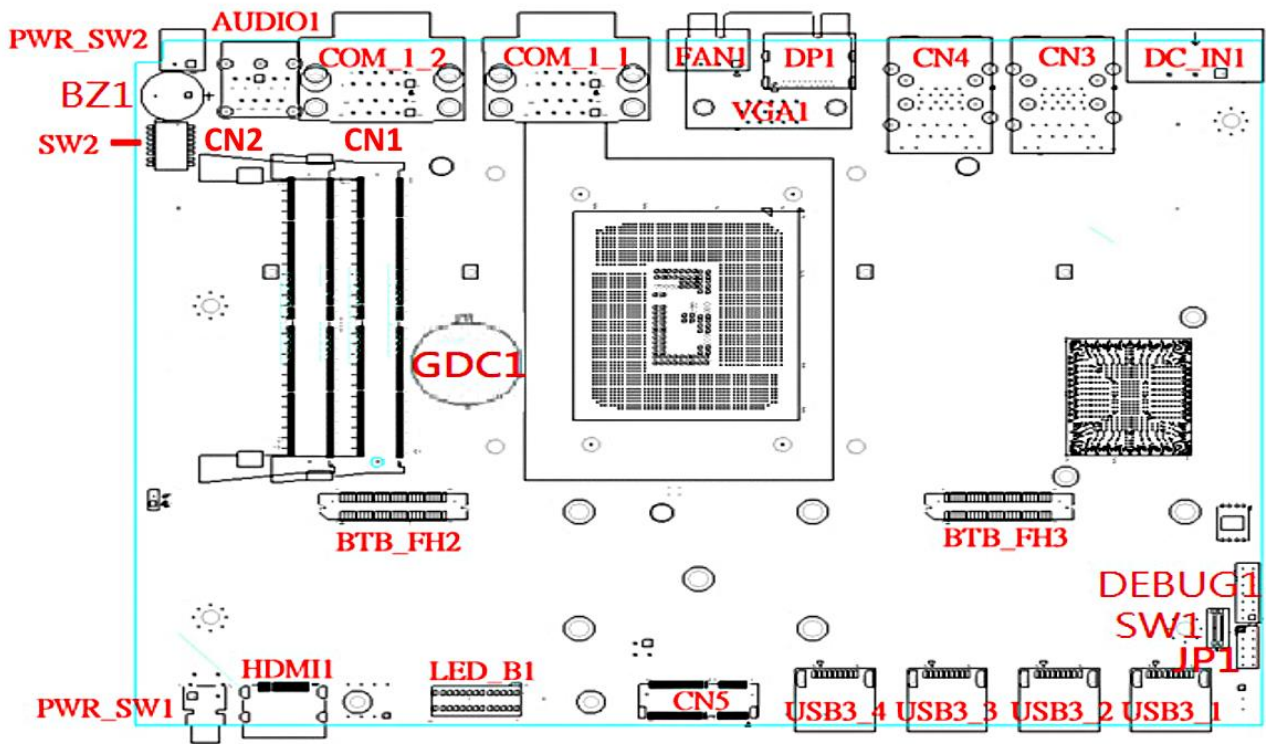 AUDIO1
PWR_SW2
COM_1_2
COM_1_1
FAN1
DP1
CN4
CN3
DC_IN1
BZ1
VGA1
SW2
CN2
CN1
GDC1
BTB_FH2
BTB_FH3
DEBUG1
SW1
JP1
HDMI1
LED_B1
PWR_SW1
CN5
USB3_4
USB3_3
USB3_2
USB3_1